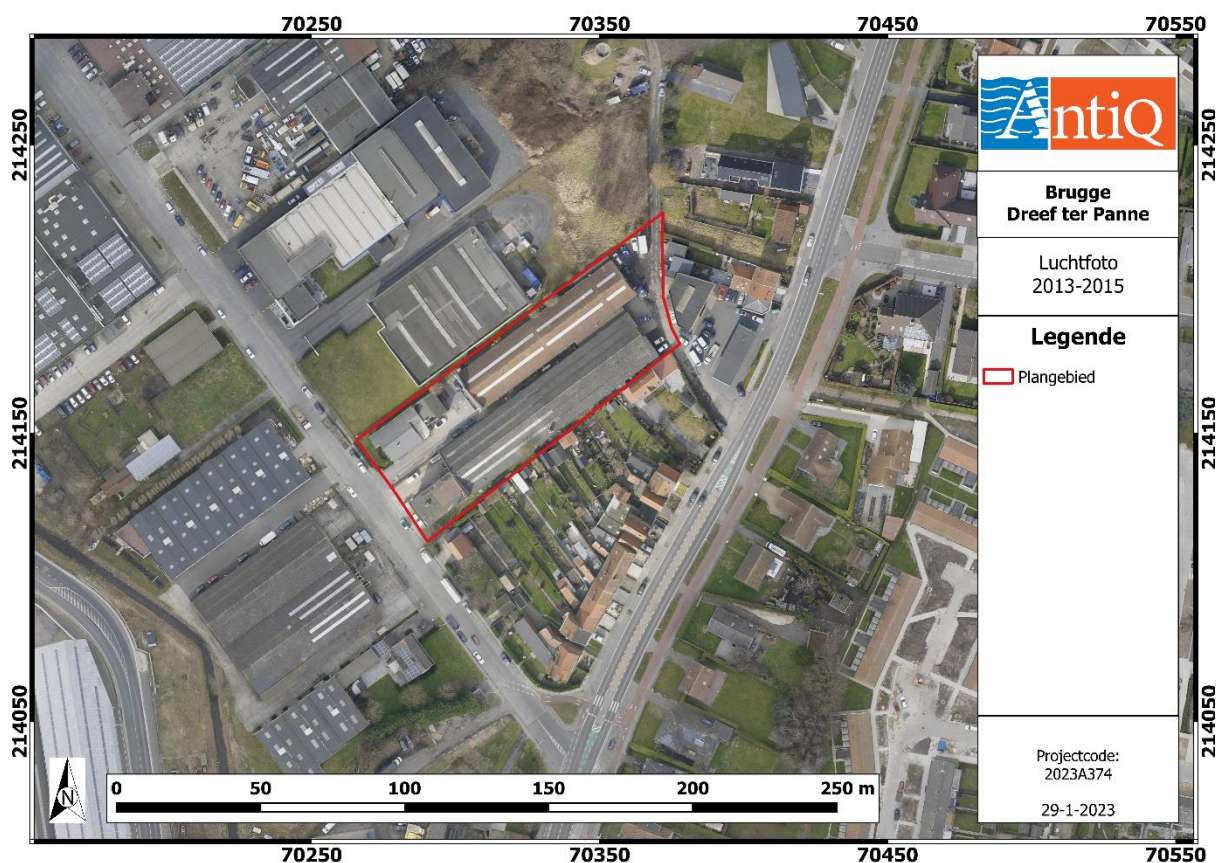 70250 70350 70450 70550
214250
214150
214050
214250
214150
214050
AntiQ
Brugge
Dreef ter Panne
Luchtfoto
2013-2015
Legende
Plangebied
Projectcode:
2023A374
29-1-2023
N
0 50 100 150 200 250 m
70250 70350 70450 70550